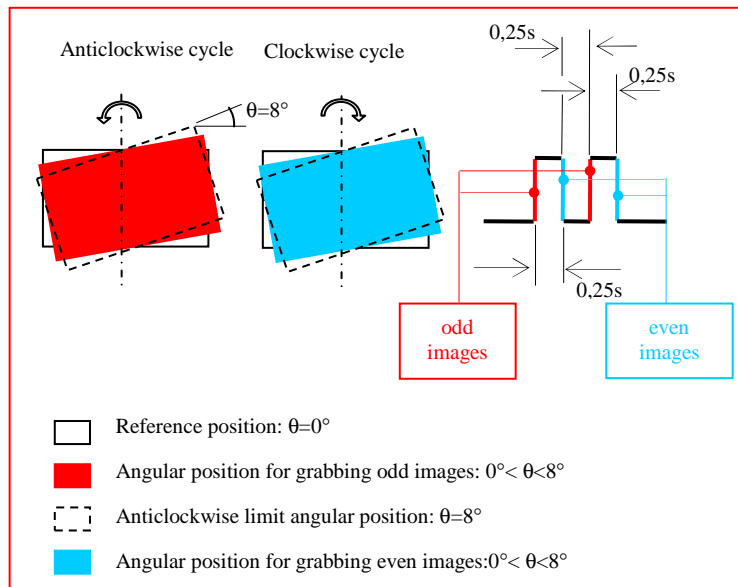 Anticlockwise cycle
Clockwise cycle
θ=8°
0,25s
0,25s
0,25s
odd
images
even
images
Reference position: θ=0°
Angular position for grabbing odd images: 0°< θ<8°
Anticlockwise limit angular position: θ=8°
Angular position for grabbing even images:0°< θ<8°